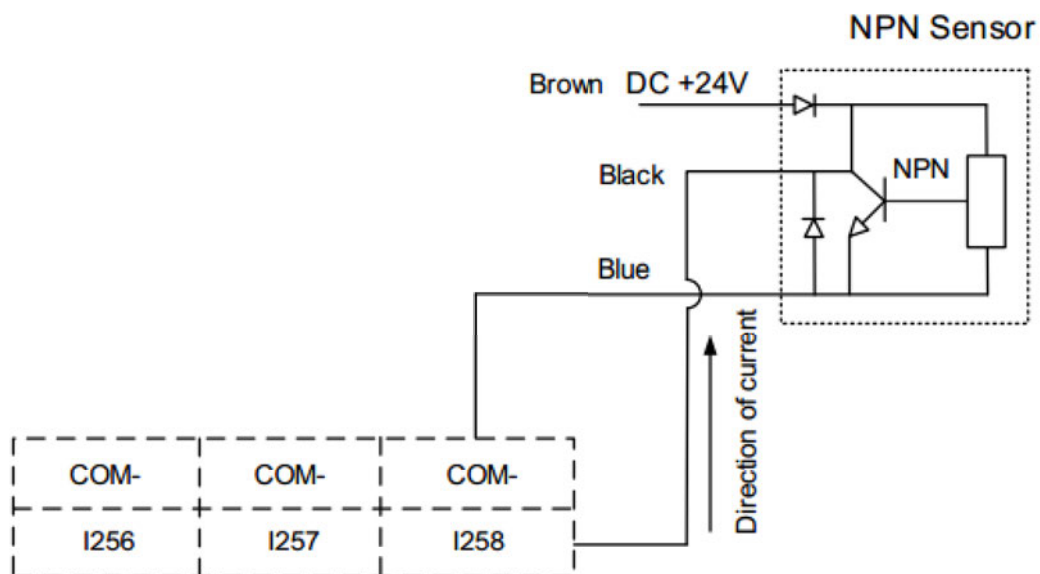 NPN Sensor
Brown DC +24V
Black
NPN
Blue
Direction of current
COM- COM- COM-
I256 I257 I258